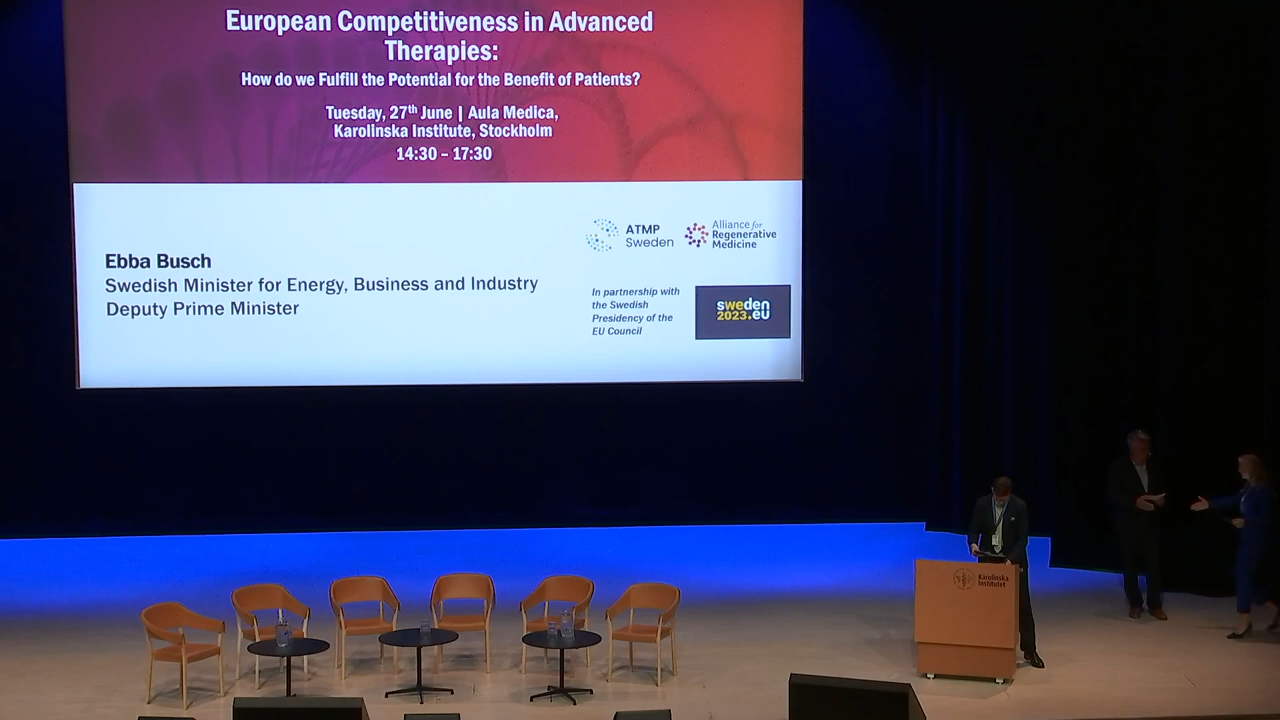 European Competitiveness in Advanced
Therapies:
How do we Fulfill the Potential for the Benefit of Patients?
Tuesday, 27th June | Aula Medica,
Karolinska Institute, Stockholm
14:30 – 17:30
Ebba Busch
Swedish Minister for Energy, Business and Industry
Deputy Prime Minister
ATMP
Sweden
Alliance for
Regenerative
Medicine
In partnership with
the Swedish
Presidency of the
EU Council
sweden
2023.eu
Karolinska
Institutet